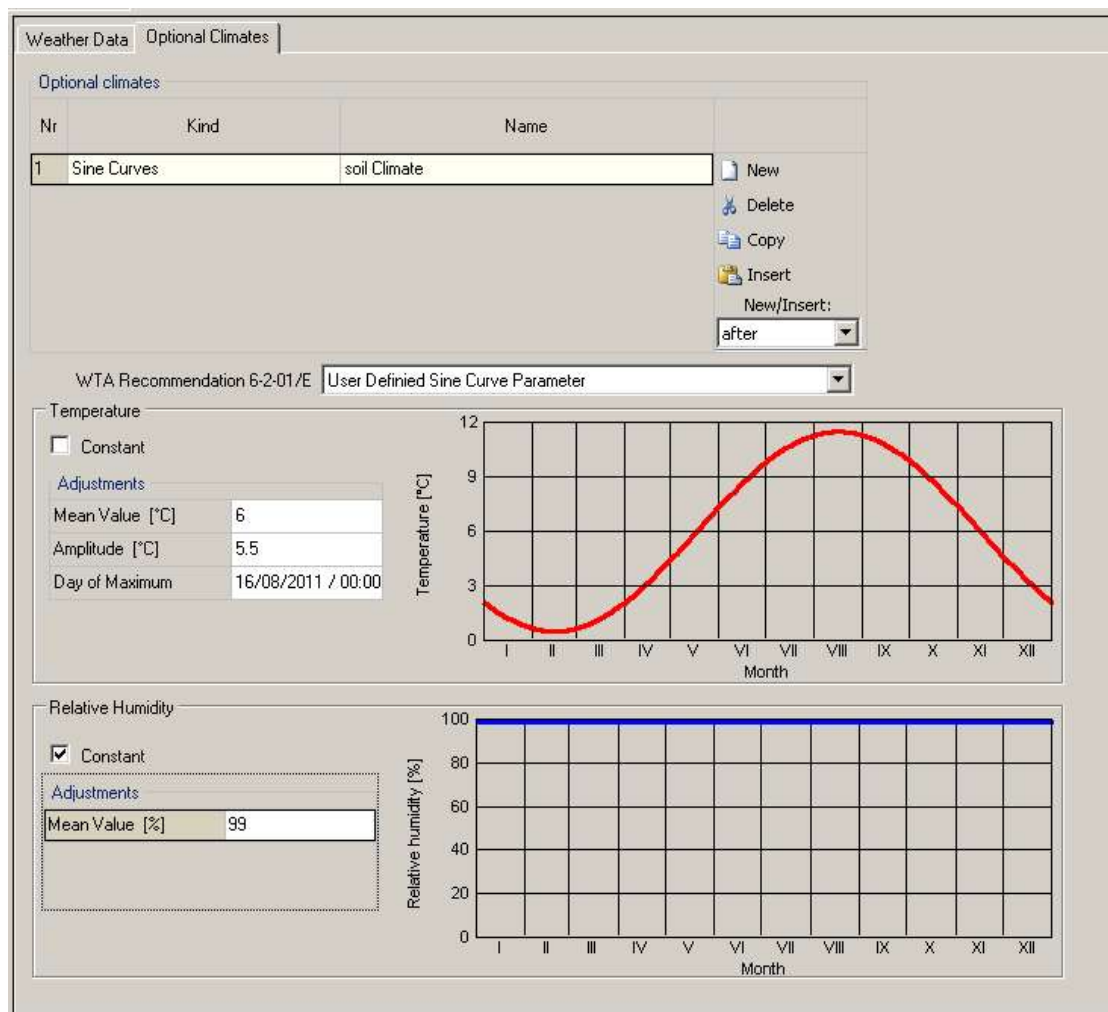 Weather Data Optional Climates
Optional climates
Nr Kind Name
1 Sine Curves soil Climate
New
Delete
Copy
Insert
New/Insert:
after
WTA Recommendation 6-2-01/E User Definied Sine Curve Parameter
Temperature
Constant
Adjustments
Mean Value [°C] 6
Amplitude [°C] 5.5
Day of Maximum 16/08/2011 / 00:00
Temperature [°C]
12
9
6
3
0
I II III IV V VI VII VIII IX X XI XII
Month
Relative Humidity
Constant
Adjustments
Mean Value [%] 99
Relative humidity [%]
100
80
60
40
20
0
I II III IV V VI VII VIII IX X XI XII
Month